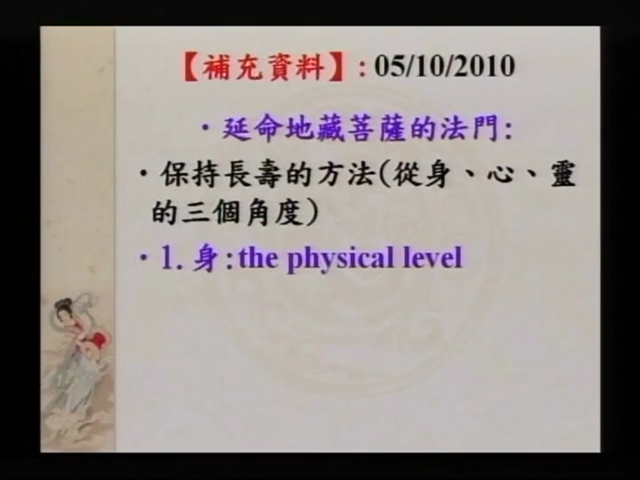 【補充資料】: 05/10/2010
・延命地藏菩薩的法門:
・保持長壽的方法(從身、心、靈
的三個角度)
・1.身:the physical level